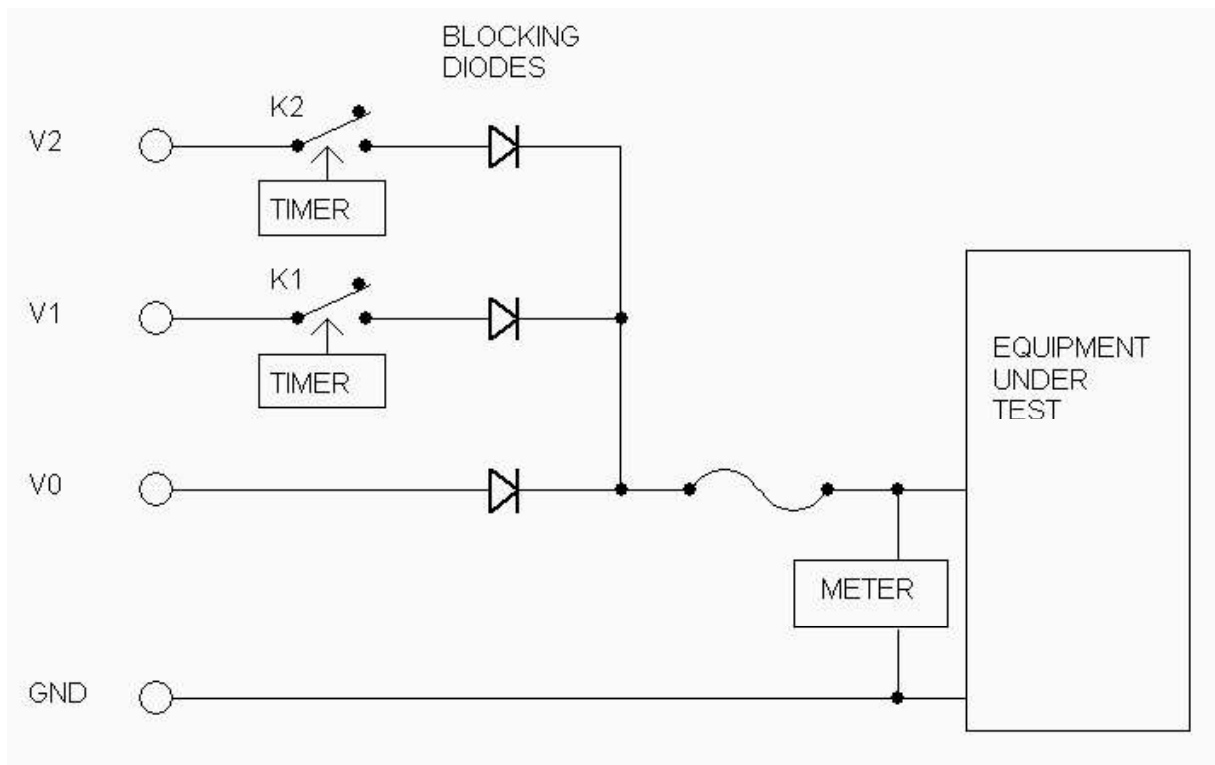 BLOCKING
DIODES
K2
V2
TIMER
K1
V1
TIMER
EQUIPMENT
UNDER
TEST
V0
METER
GND